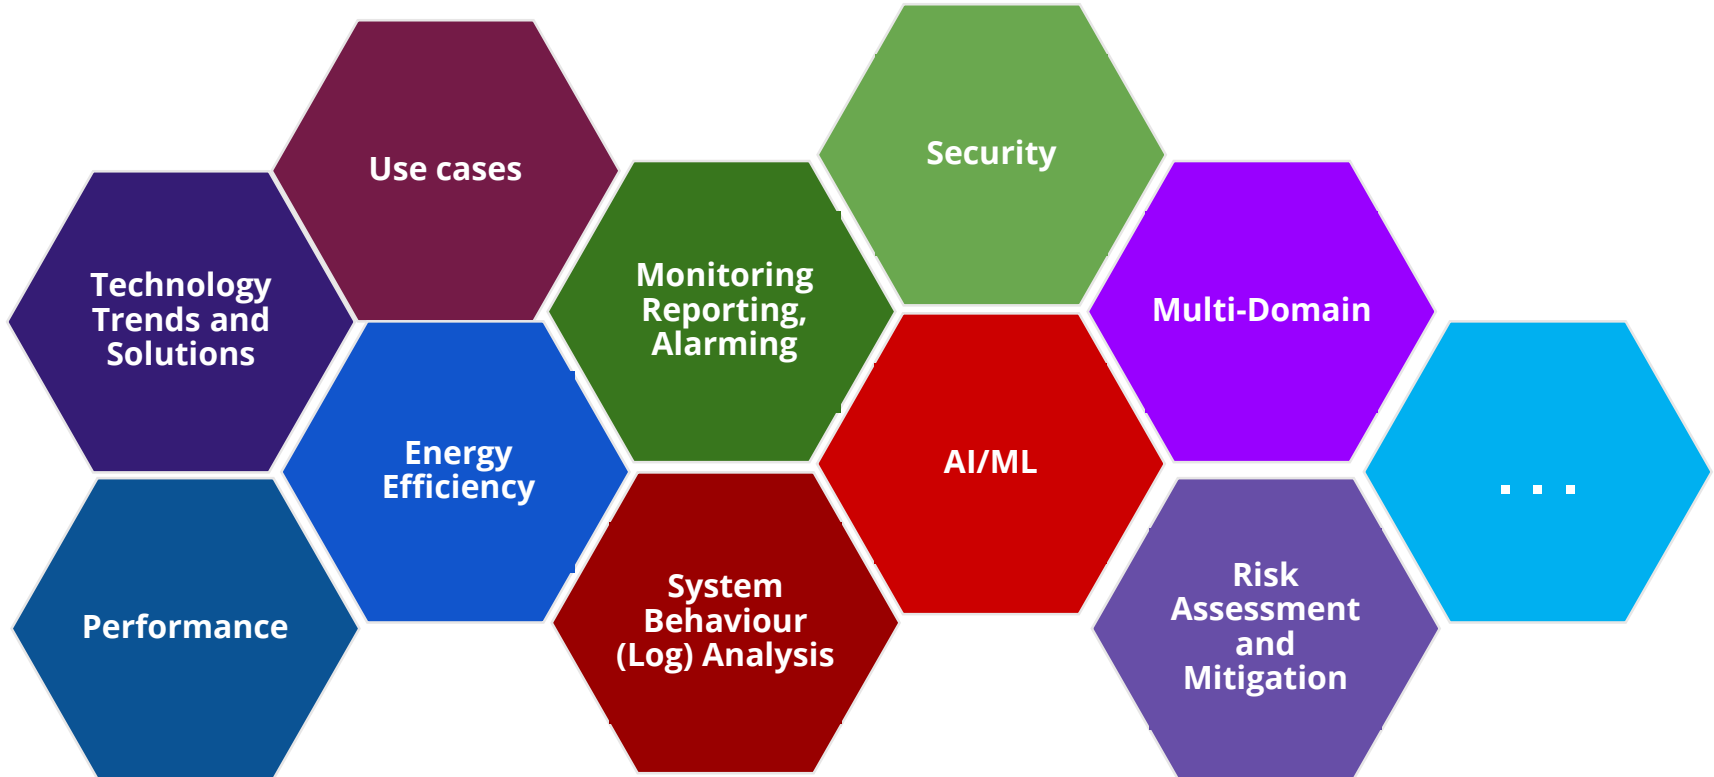 Use cases
Security
Technology
Trends and
Solutions
Monitoring
Reporting,
Alarming
Multi-Domain
Energy
Efficiency
AI/ML
. . .
Performance
System
Behaviour
(Log) Analysis
Risk
Assessment
and
Mitigation